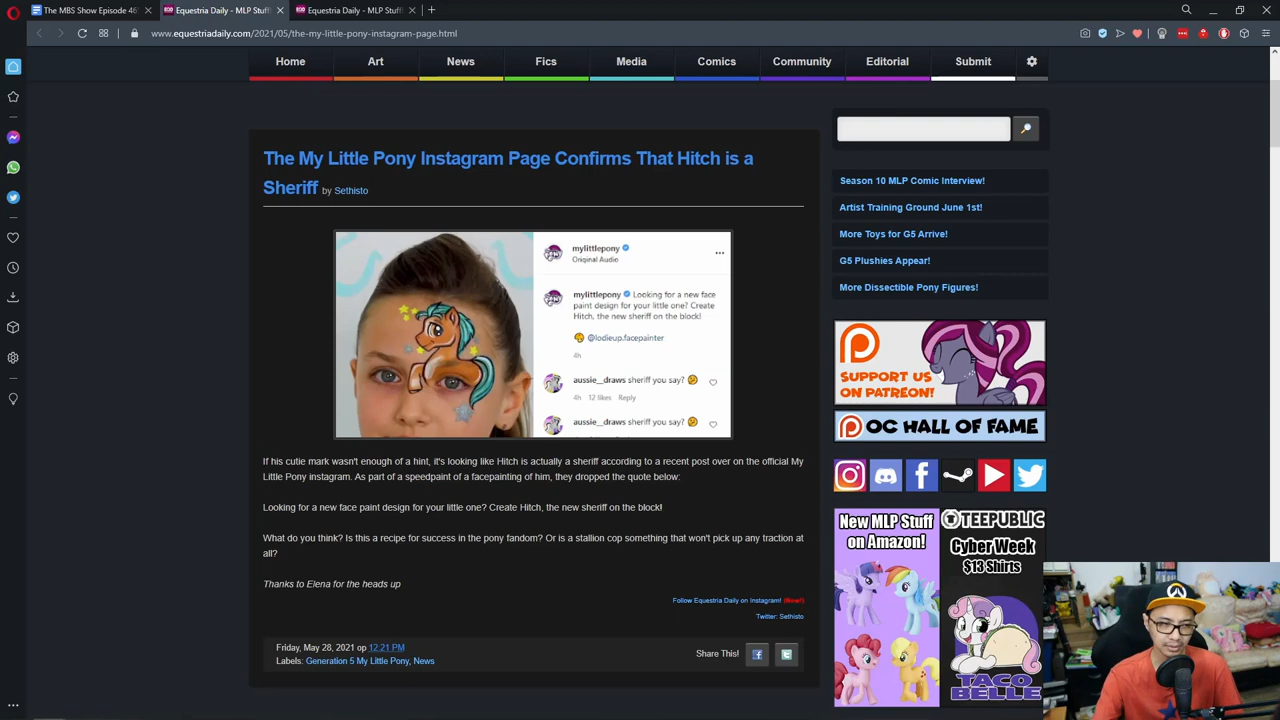 The MBS Show Episode 46
Equestria Daily - MLP Stuf
Equestria Daily - MLP Stuf
www.equestriadaily.com/2021/05/the-my-little-pony-instagram-page.html
Home Art News Fics Media Comics Community Editorial Submit
The My Little Pony Instagram Page Confirms That Hitch is a
Sheriff by Sethisto
mylittlepony
Original Audio
mylittlepony Looking for a new face
paint design for your little one? Create
Hitch, the new sheriff on the block!
@lodieup.facepainter
4h
aussie__draws sheriff you say?
4h 12 likes Reply
aussie__draws sheriff you say?
If his cutie mark wasn't enough of a hint, it's looking like Hitch is actually a sheriff according to a recent post over on the official My
Little Pony instagram. As part of a speedpaint of a facepainting of him, they dropped the quote below:
Looking for a new face paint design for your little one? Create Hitch, the new sheriff on the block!
What do you think? Is this a recipe for success in the pony fandom? Or is a stallion cop something that won't pick up any traction at
all?
Thanks to Elena for the heads up
Follow Equestria Daily on Instagram! (New!)
Twitter: Sethisto
Friday, May 28, 2021 op 12:21 PM
Labels: Generation 5 My Little Pony, News
Share This!
Season 10 MLP Comic Interview!
Artist Training Ground June 1st!
More Toys for G5 Arrive!
G5 Plushies Appear!
More Dissectible Pony Figures!
SUPPORT US
ON PATREON!
OC HALL OF FAME
New MLP Stuff
on Amazon!
TEEPUBLIC
Cyber Week
$13 Shirts
TACO
BELLE